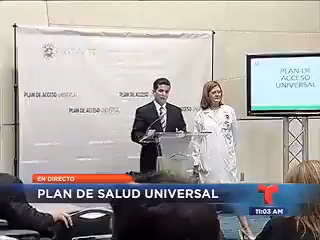 PLAN DE ACCESO UNIVERSAL
PLAN DE ACCESO
PLAN DE
ACCESO
UNIVERSAL
PLAN DE ACCESO UNIVERSAL
EN DIRECTO
PLAN DE SALUD UNIVERSAL
11:03 AM